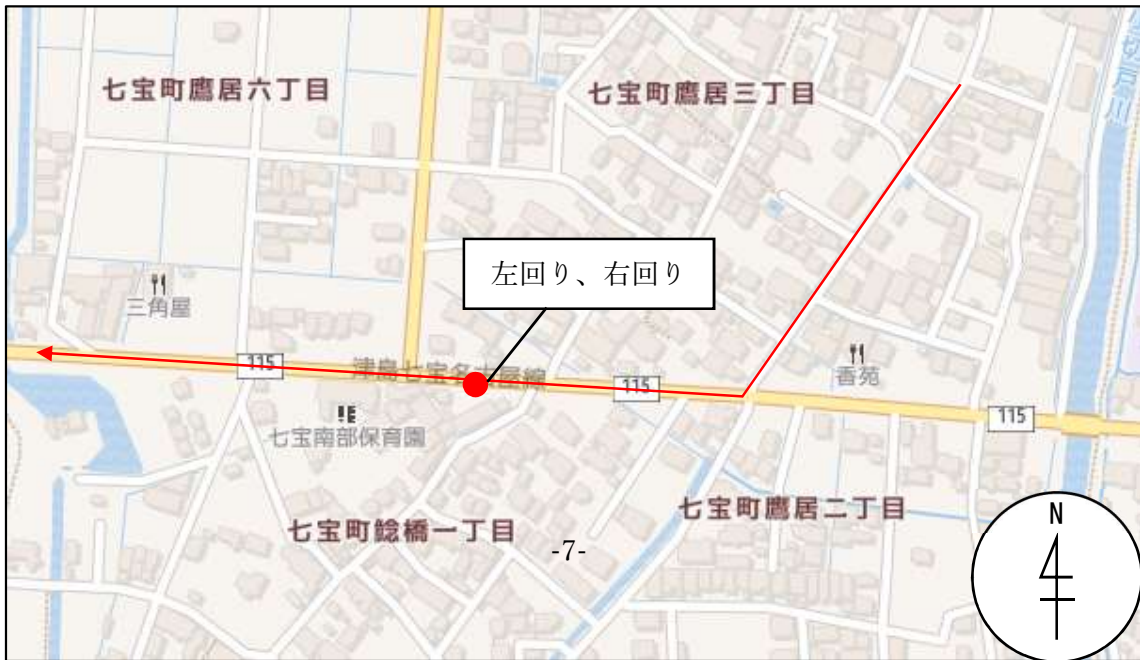 七宝町鷹居六丁目
七宝町鷹居三丁目
左回り、右回り
三角屋
115
津島七宝名古屋線
115
香苑
115
七宝南部保育園
七宝町鯰橋一丁目
七宝町鷹居二丁目
-7-
N